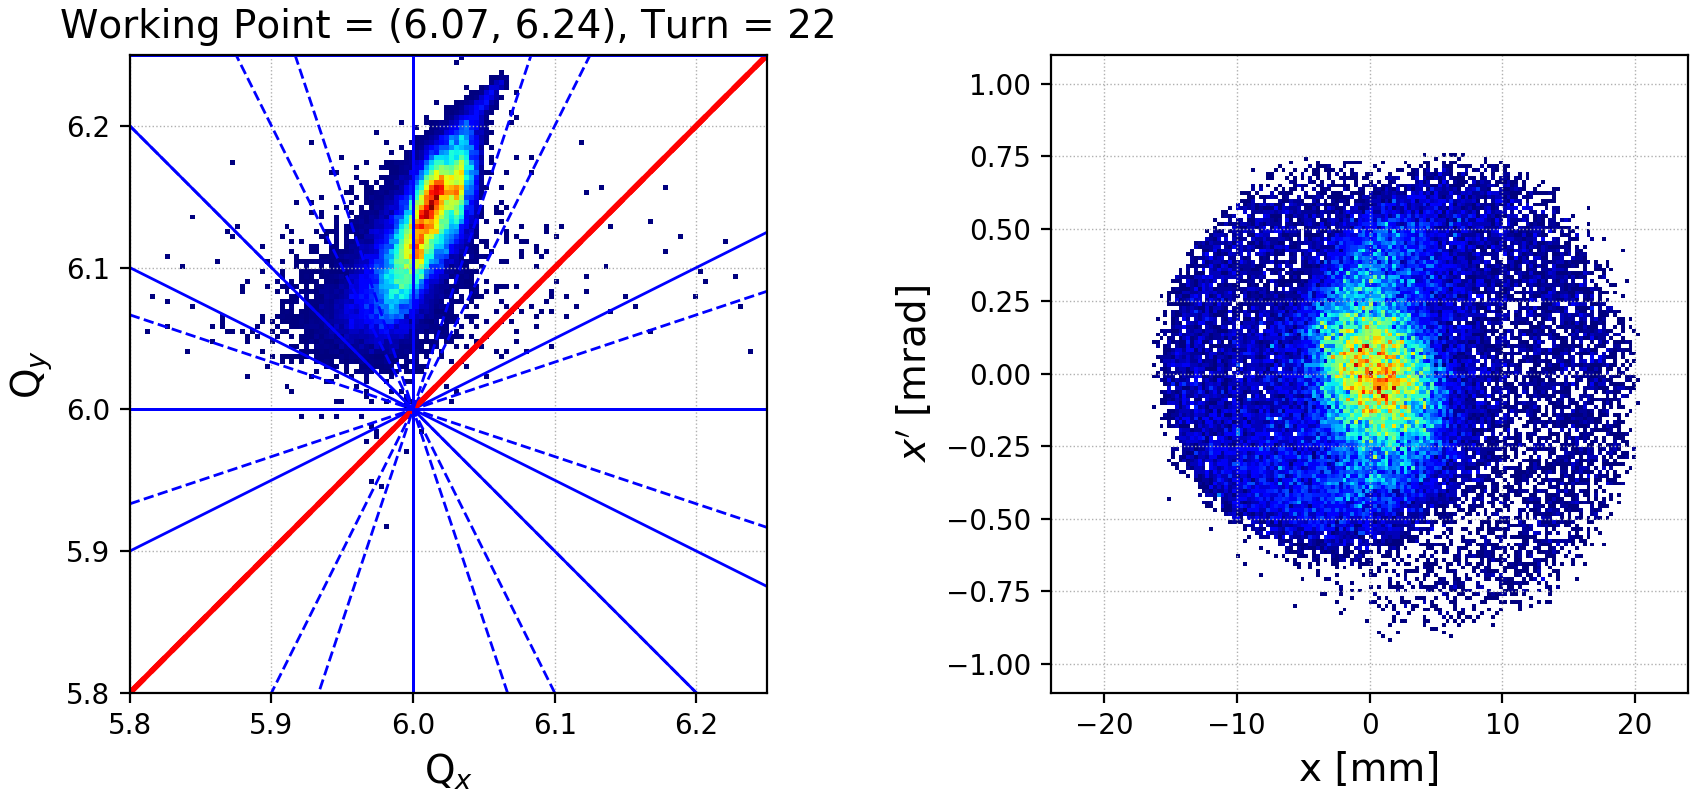 Working Point = (6.07, 6.24), Turn = 22
6.2
6.1
6.0
5.9
5.8
Q_y
5.8 5.9 6.0 6.1 6.2
Q_x
1.00
0.75
0.50
0.25
0.00
−0.25
−0.50
−0.75
−1.00
x′ [mrad]
−20 −10 0 10 20
x [mm]